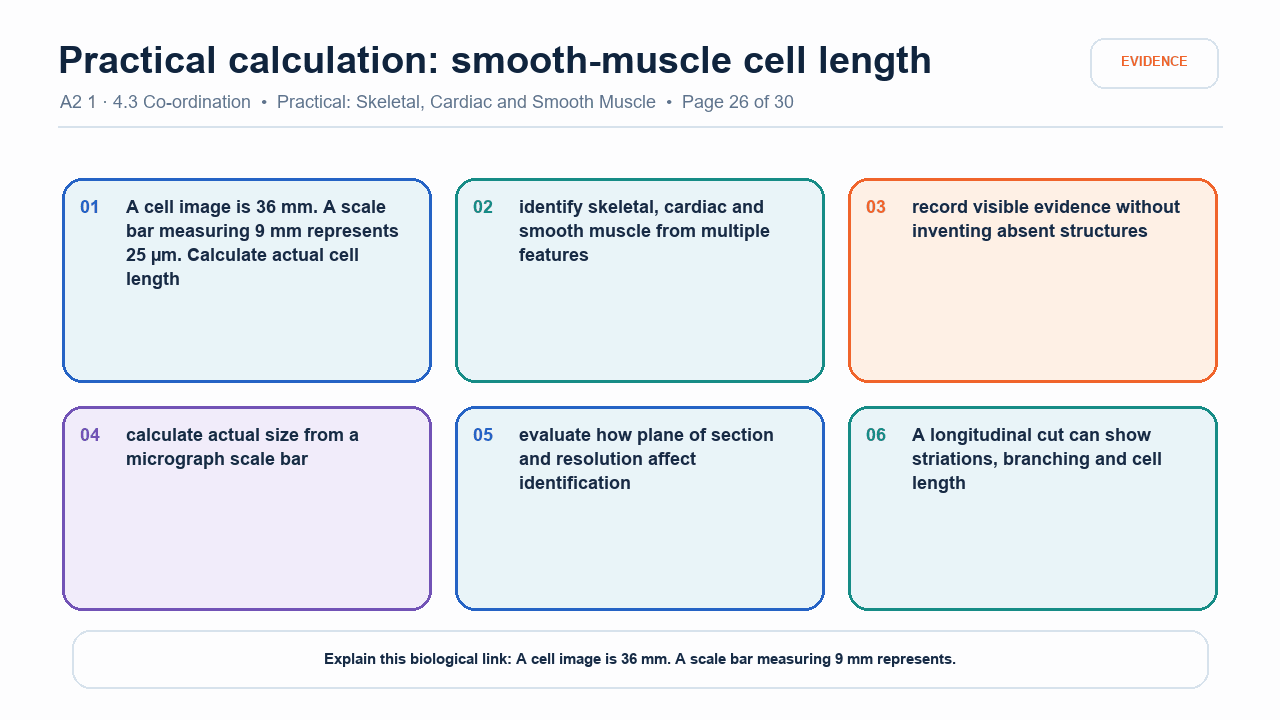 Practical calculation: smooth-muscle cell length
EVIDENCE
A2 1 · 4.3 Co-ordination • Practical: Skeletal, Cardiac and Smooth Muscle • Page 26 of 30
01 A cell image is 36 mm. A scale
bar measuring 9 mm represents
25 µm. Calculate actual cell
length
02 identify skeletal, cardiac and
smooth muscle from multiple
features
03 record visible evidence without
inventing absent structures
04 calculate actual size from a
micrograph scale bar
05 evaluate how plane of section
and resolution affect
identification
06 A longitudinal cut can show
striations, branching and cell
length
Explain this biological link: A cell image is 36 mm. A scale bar measuring 9 mm represents.